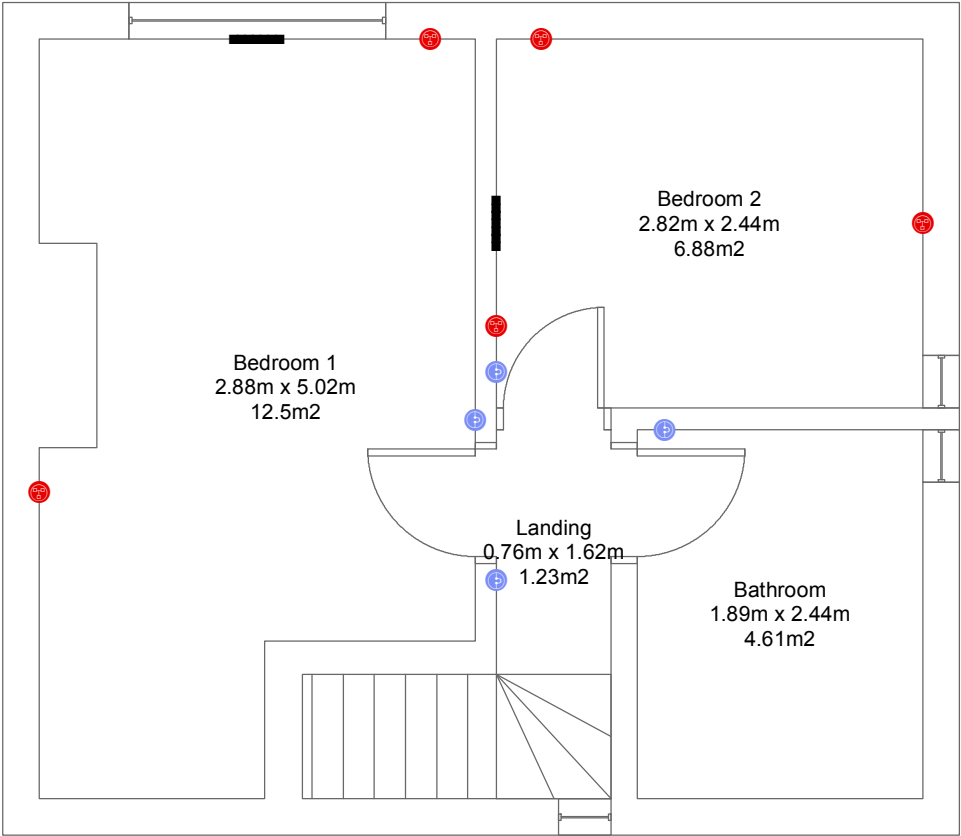 Bedroom 2
2.82m x 2.44m
6.88m2
Bedroom 1
2.88m x 5.02m
12.5m2
Landing
0.76m x 1.62m
1.23m2
Bathroom
1.89m x 2.44m
4.61m2